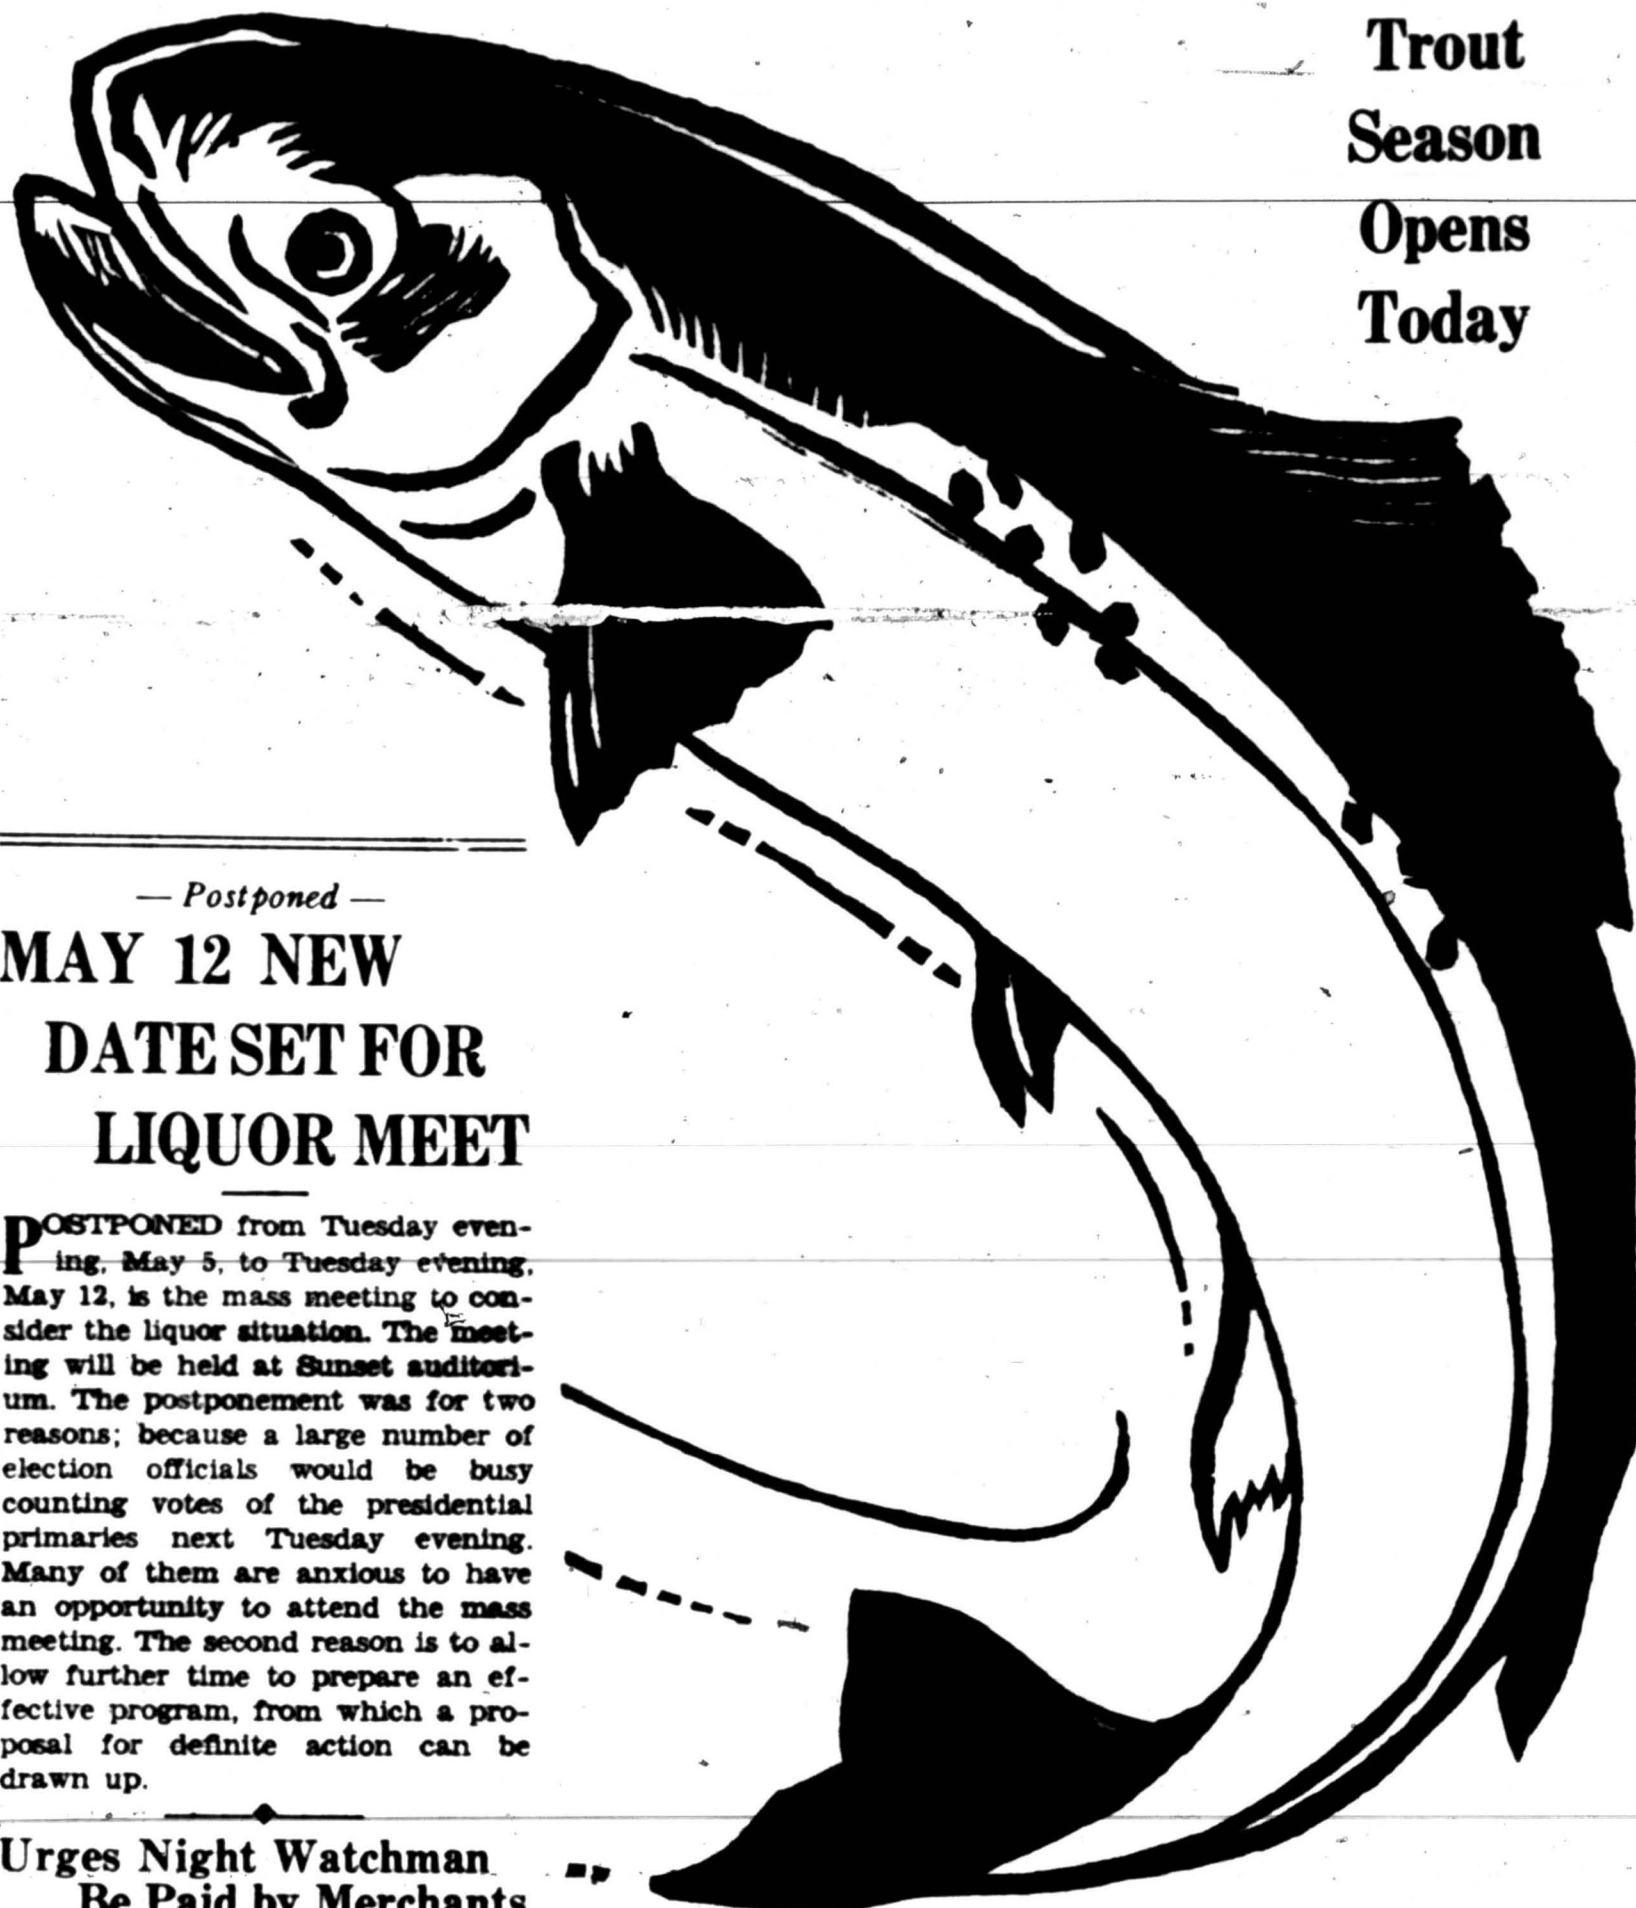 Trout
Season
Opens
Today
— Postponed —
MAY 12 NEW
DATE SET FOR
LIQUOR MEET
POSTPONED from Tuesday even-
ing, May 5, to Tuesday evening,
May 12, is the mass meeting to con-
sider the liquor situation. The meet-
ing will be held at Sunset auditori-
um. The postponement was for two
reasons; because a large number of
election officials would be busy
counting votes of the presidential
primaries next Tuesday evening.
Many of them are anxious to have
an opportunity to attend the mass
meeting. The second reason is to al-
low further time to prepare an ef-
fective program, from which a pro-
posal for definite action can be
drawn up.
Urges Night Watchman
Be Paid by Merchants